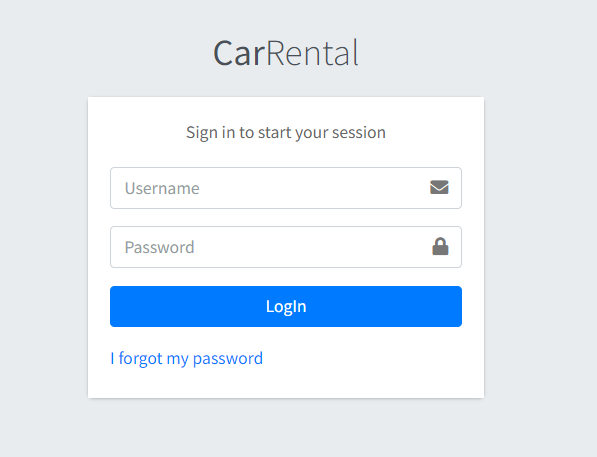 CarRental
Sign in to start your session
Username
Password
LogIn
I forgot my password